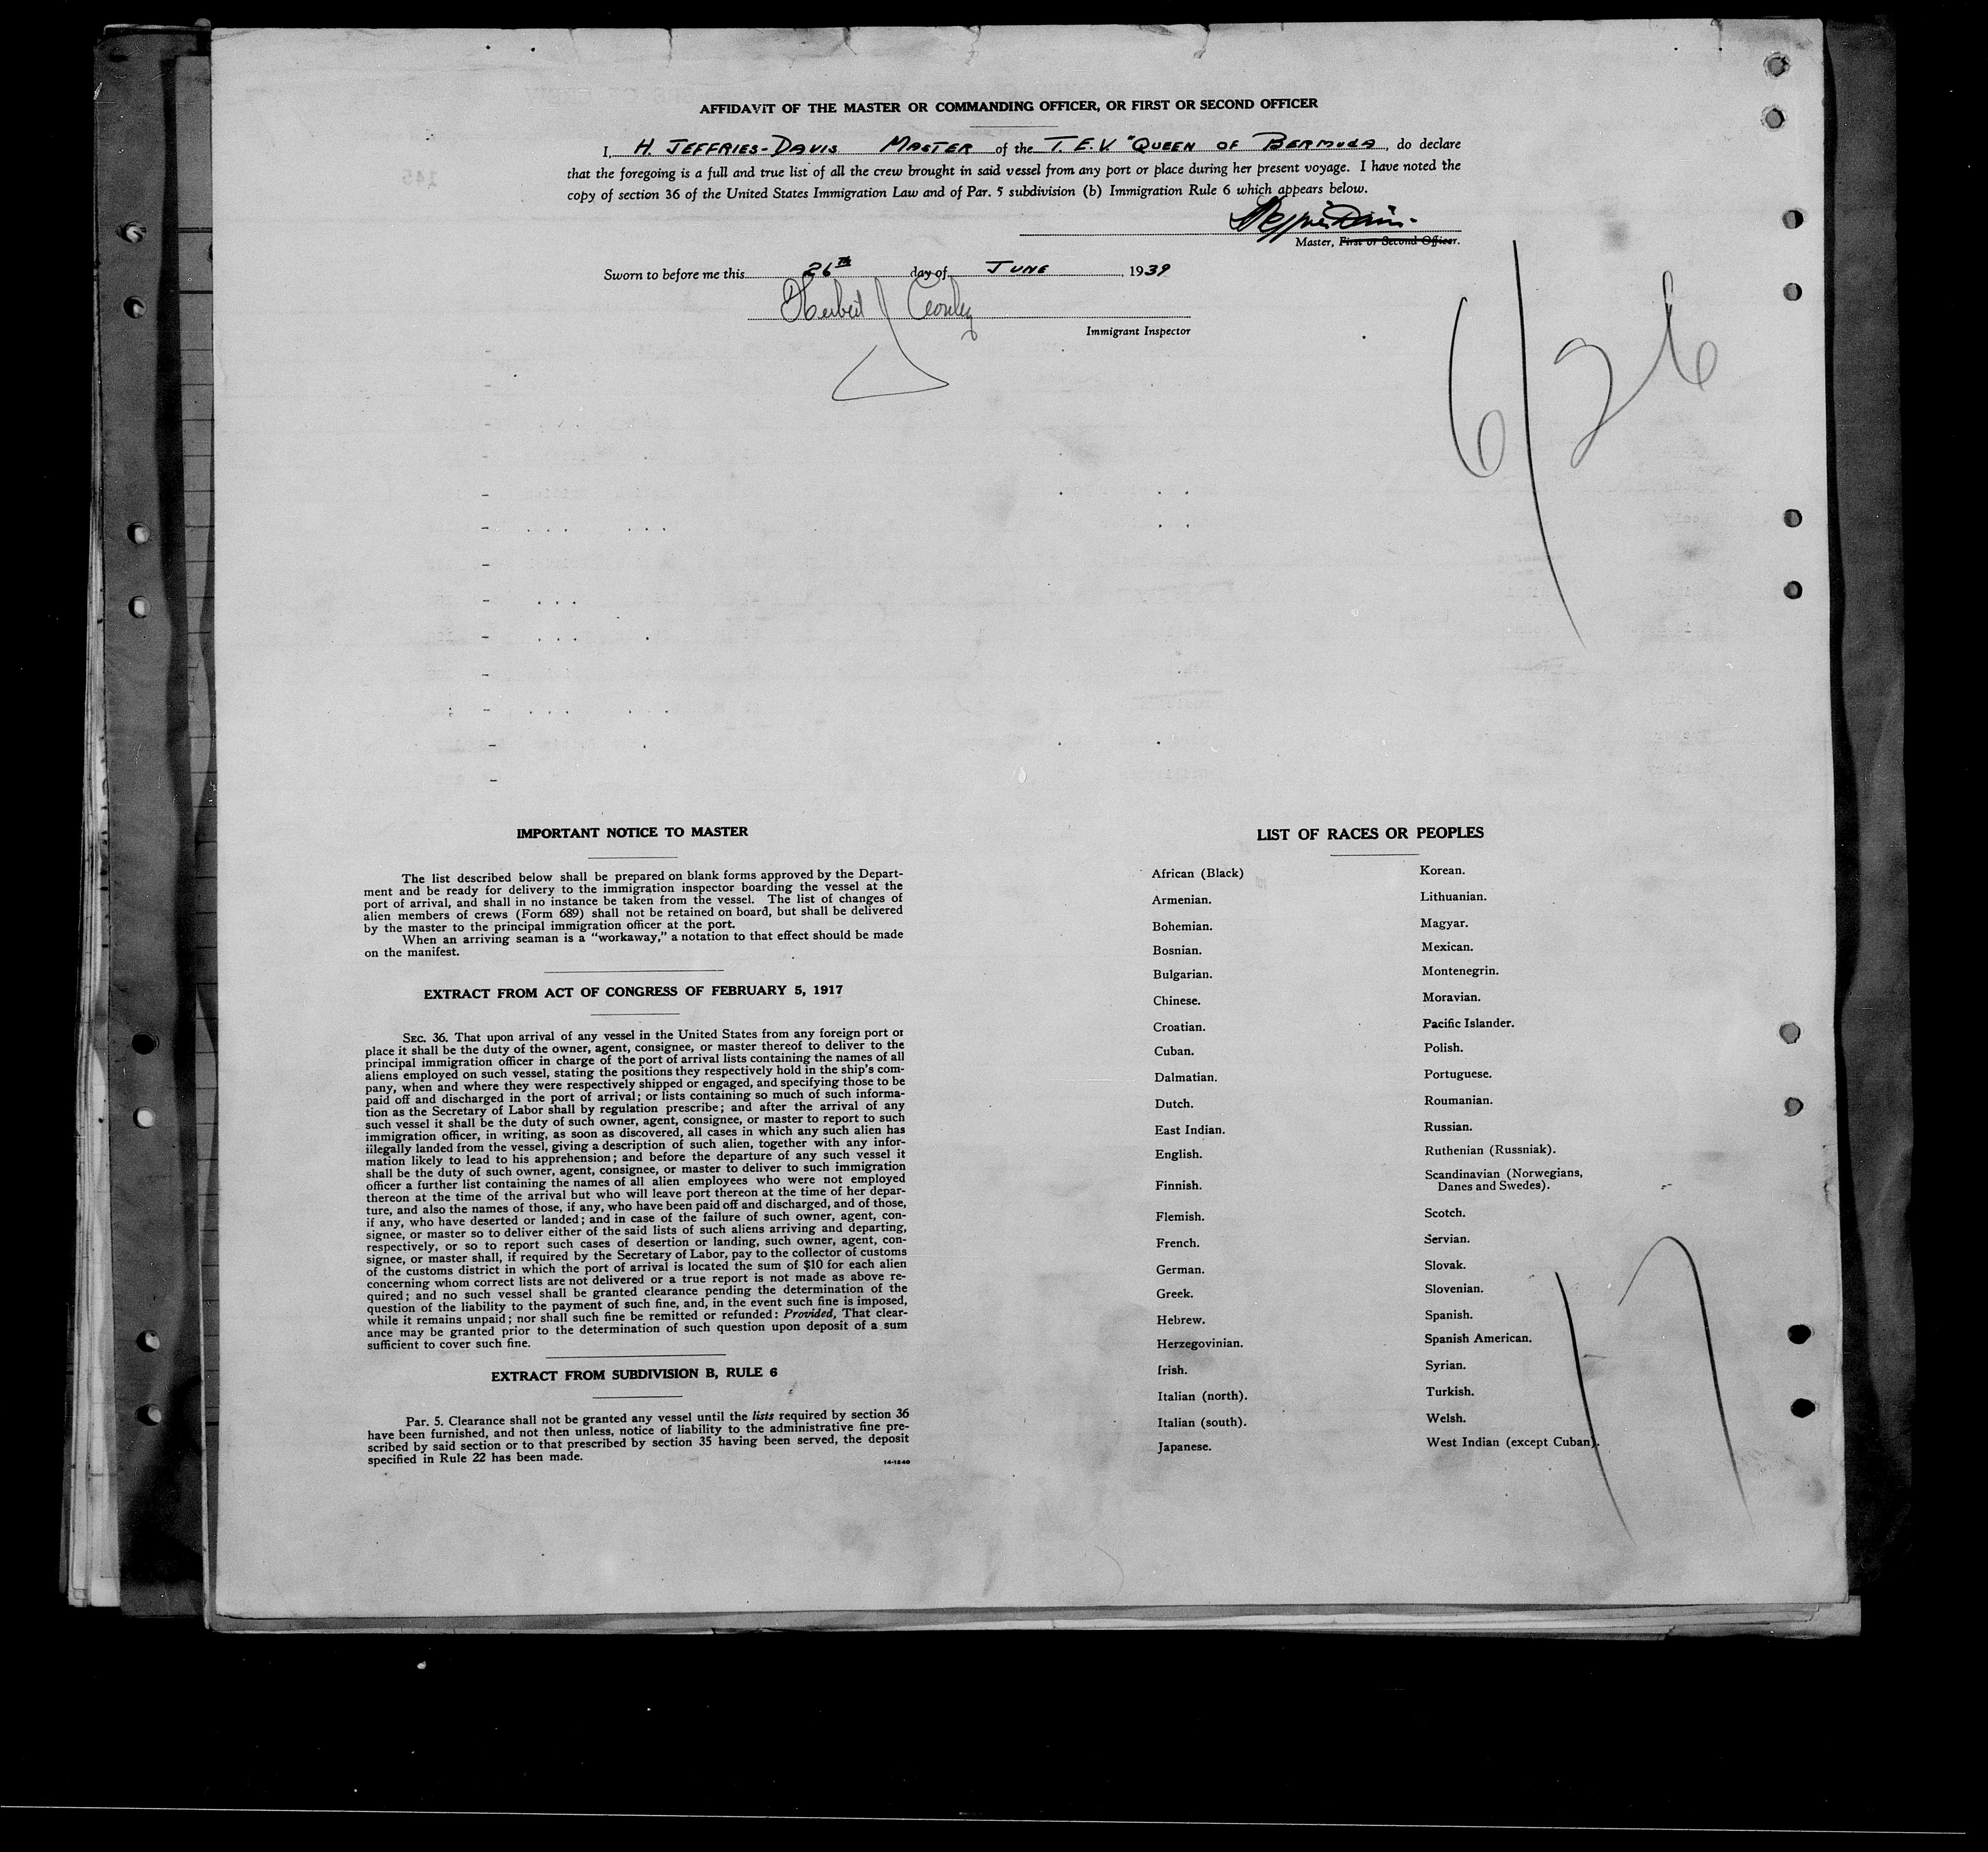 AFFIDAVIT OF THE MASTER OR COMMANDING OFFICER, OR FIRST OR SECOND OFFICER
I, H. JEFFRIES-DAVIS MASTER of the T.E.V. "QUEEN OF BERMUDA, do declare
that the foregoing is a full and true list of all the crew brought in said vessel from any port or place during her present voyage. I have noted the
copy of section 36 of the United States Immigration Law and of Par. 5 subdivision (b) Immigration Rule 6 which appears below.
Master, First or Second Officer.
Sworn to before me this 26th day of JUNE 1939
Herbert J
Immigrant Inspector
6/26
145
IMPORTANT NOTICE TO MASTER
The list described below shall be prepared on blank forms approved by the Depart-
ment and be ready for delivery to the immigration inspector boarding the vessel at the
port of arrival, and shall in no instance be taken from the vessel. The list of changes of
alien members of crews (Form 689) shall not be retained on board, but shall be delivered
by the master to the principal immigration officer at the port.
When an arriving seaman is a "workaway," a notation to that effect should be made
on the manifest.
EXTRACT FROM ACT OF CONGRESS OF FEBRUARY 5, 1917
SEC. 36. That upon arrival of any vessel in the United States from any foreign port or
place it shall be the duty of the owner, agent, consignee, or master thereof to deliver to the
principal immigration officer in charge of the port of arrival lists containing the names of all
aliens employed on such vessel, stating the positions they respectively hold in the ship's com-
pany, when and where they were respectively shipped or engaged, and specifying those to be
paid off and discharged in the port of arrival; or lists containing so much of such informa-
tion as the Secretary of Labor shall by regulation prescribe; and after the arrival of any
such vessel it shall be the duty of such owner, agent, consignee, or master to report to such
immigration officer, in writing, as soon as discovered, all cases in which any such alien has
iilegally landed from the vessel, giving a description of such alien, together with any infor-
mation likely to lead to his apprehension; and before the departure of any such vessel it
shall be the duty of such owner, agent, consignee, or master to deliver to such immigration
officer a further list containing the names of all alien employees who were not employed
thereon at the time of the arrival but who will leave port thereon at the time of her depar-
ture, and also the names of those, if any, who have been paid off and discharged, and of those,
if any, who have deserted or landed; and in case of the failure of such owner, agent, con-
signee, or master so to deliver either of the said lists of such aliens arriving and departing,
respectively, or so to report such cases of desertion or landing, such owner, agent, con-
signee, or master shall, if required by the Secretary of Labor, pay to the collector of customs
of the customs district in which the port of arrival is located the sum of $10 for each alien
concerning whom correct lists are not delivered or a true report is not made as above re-
quired; and no such vessel shall be granted clearance pending the determination of the
question of the liability to the payment of such fine, and, in the event such fine is imposed,
while it remains unpaid; nor shall such fine be remitted or refunded: Provided, That clear-
ance may be granted prior to the determination of such question upon deposit of a sum
sufficient to cover such fine.
EXTRACT FROM SUBDIVISION B, RULE 6
Par. 5. Clearance shall not be granted any vessel until the lists required by section 36
have been furnished, and not then unless, notice of liability to the administrative fine pre-
scribed by said section or to that prescribed by section 35 having been served, the deposit
specified in Rule 22 has been made.
14-1240
LIST OF RACES OR PEOPLES
African (Black)
Armenian.
Bohemian.
Bosnian.
Bulgarian.
Chinese.
Croatian.
Cuban.
Dalmatian.
Dutch.
East Indian.
English.
Finnish.
Flemish.
French.
German.
Greek.
Hebrew.
Herzegovinian.
Irish.
Italian (north).
Italian (south).
Japanese.
Korean.
Lithuanian.
Magyar.
Mexican.
Montenegrin.
Moravian.
Pacific Islander.
Polish.
Portuguese.
Roumanian.
Russian.
Ruthenian (Russniak).
Scandinavian (Norwegians,
Danes and Swedes).
Scotch.
Servian.
Slovak.
Slovenian.
Spanish.
Spanish American.
Syrian.
Turkish.
Welsh.
West Indian (except Cuban).
17